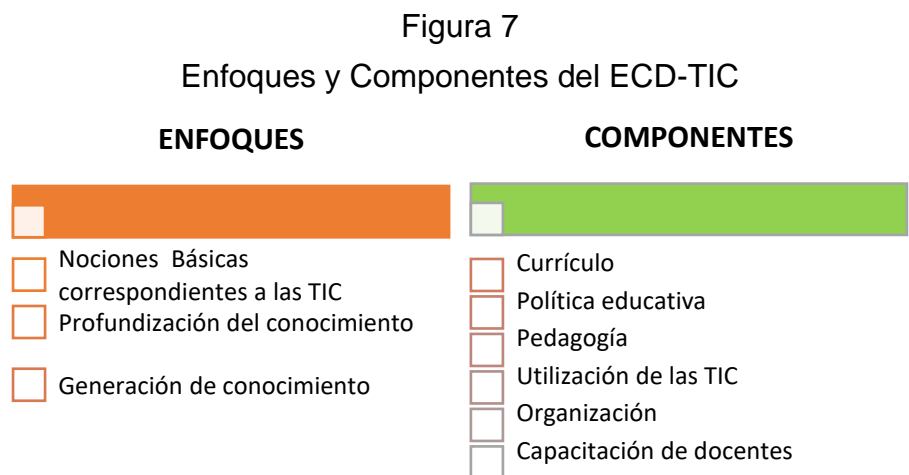 Figura 7
Enfoques y Componentes del ECD-TIC
ENFOQUES
Nociones Básicas
correspondientes a las TIC
Profundización del conocimiento
Generación de conocimiento
COMPONENTES
Currículo
Política educativa
Pedagogía
Utilización de las TIC
Organización
Capacitación de docentes